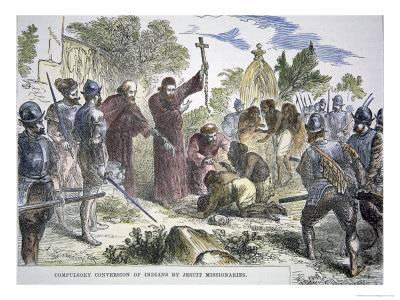 COMPULSORY CONVERSION OF INDIANS BY JESUIT MISSIONARIES.